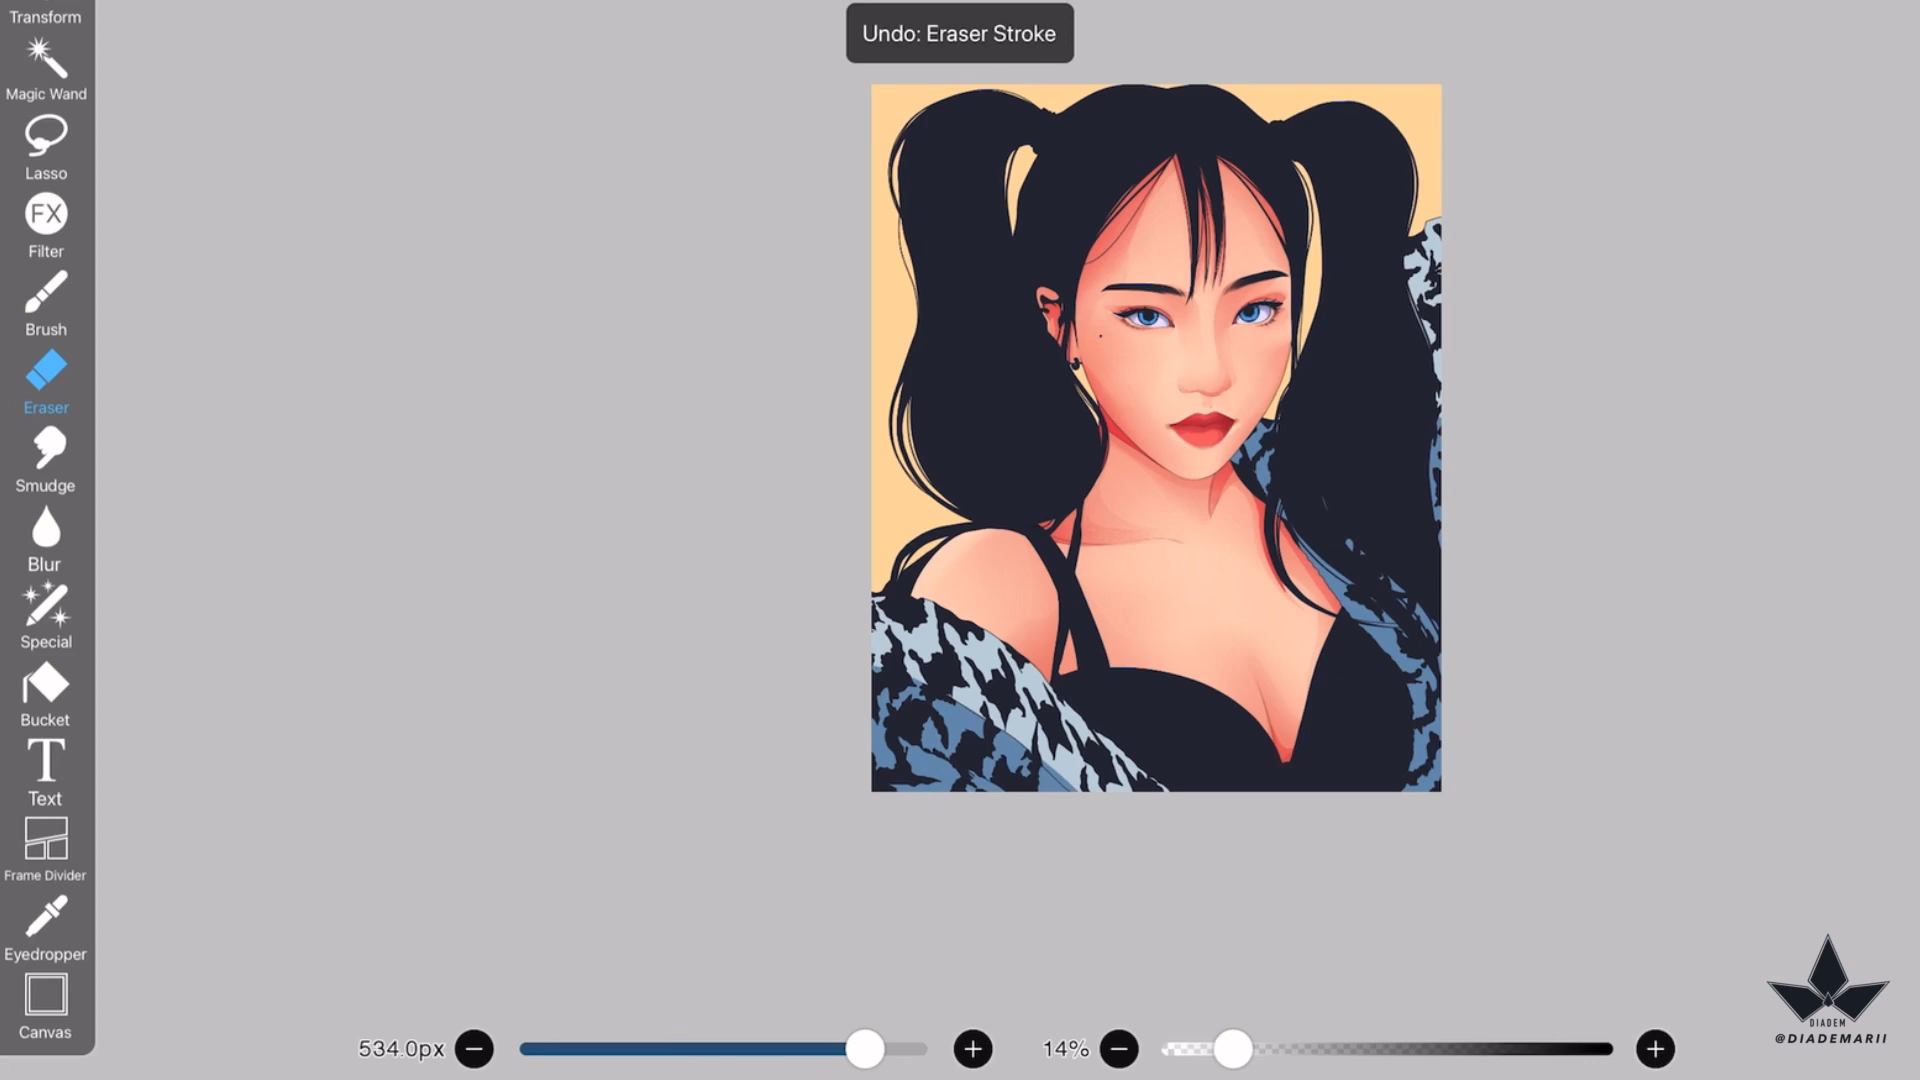 Transform
Undo: Eraser Stroke
Magic Wand
Lasso
FX
Filter
Brush
Eraser
Smudge
Blur
Special
Bucket
T
Text
Frame Divider
Eyedropper
Canvas
534.0px
14%
DIADEM
@DIADEMARII